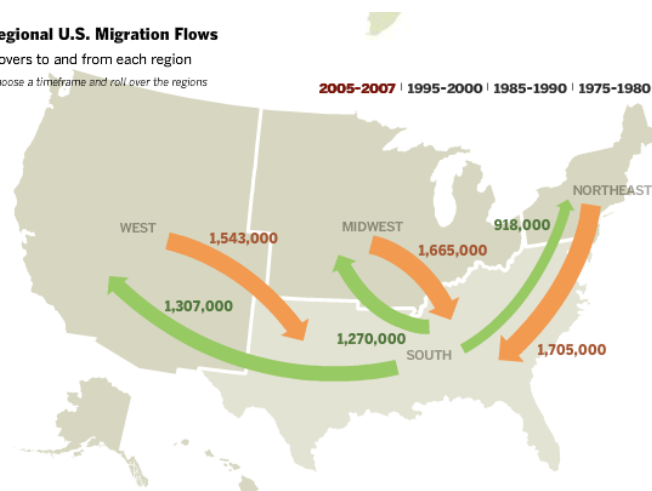 egional U.S. Migration Flows
overs to and from each region
oose a timeframe and roll over the regions
2005-2007 | 1995-2000 | 1985-1990 | 1975-1980
NORTHEAST
WEST
MIDWEST
918,000
1,543,000
1,665,000
1,307,000
1,270,000
SOUTH
1,705,000